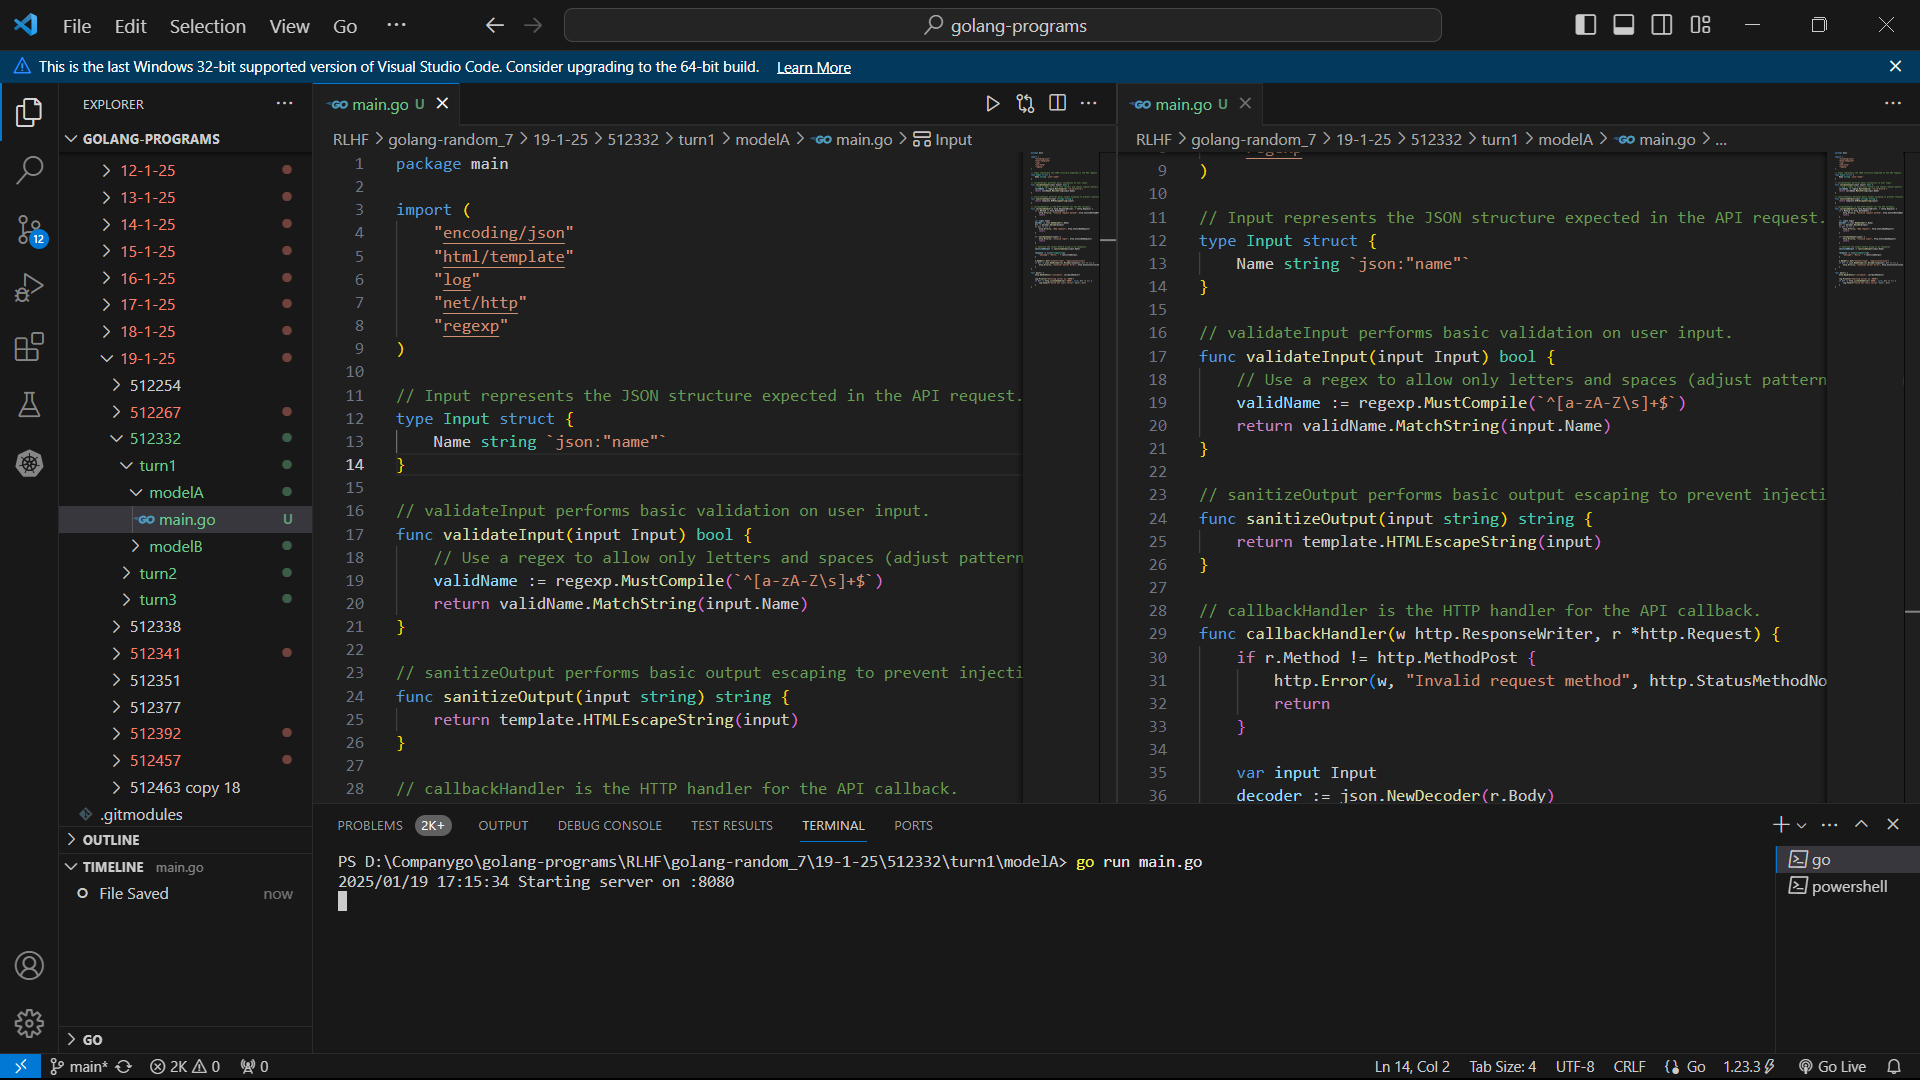 File Edit Selection View Go ···
golang-programs
This is the last Windows 32-bit supported version of Visual Studio Code. Consider upgrading to the 64-bit build. Learn More
EXPLORER
GOLANG-PROGRAMS
12-1-25
13-1-25
14-1-25
15-1-25
16-1-25
17-1-25
18-1-25
19-1-25
512254
512267
512332
turn1
modelA
main.go U
modelB
turn2
turn3
512338
512341
512351
512377
512392
512457
512463 copy 18
.gitmodules
OUTLINE
TIMELINE main.go
File Saved now
GO
12
main.go U
RLHF > golang-random_7 > 19-1-25 > 512332 > turn1 > modelA > main.go > Input
1 package main
2
3 import (
4 "encoding/json"
5 "html/template"
6 "log"
7 "net/http"
8 "regexp"
9 )
10
11 // Input represents the JSON structure expected in the API request.
12 type Input struct {
13 Name string `json:"name"`
14 }
15
16 // validateInput performs basic validation on user input.
17 func validateInput(input Input) bool {
18 // Use a regex to allow only letters and spaces (adjust pattern
19 validName := regexp.MustCompile(`^[a-zA-Z\s]+$`)
20 return validName.MatchString(input.Name)
21 }
22
23 // sanitizeOutput performs basic output escaping to prevent injecti
24 func sanitizeOutput(input string) string {
25 return template.HTMLEscapeString(input)
26 }
27
28 // callbackHandler is the HTTP handler for the API callback.
main.go U
RLHF > golang-random_7 > 19-1-25 > 512332 > turn1 > modelA > main.go > ...
9 )
10
11 // Input represents the JSON structure expected in the API request.
12 type Input struct {
13 Name string `json:"name"`
14 }
15
16 // validateInput performs basic validation on user input.
17 func validateInput(input Input) bool {
18 // Use a regex to allow only letters and spaces (adjust pattern
19 validName := regexp.MustCompile(`^[a-zA-Z\s]+$`)
20 return validName.MatchString(input.Name)
21 }
22
23 // sanitizeOutput performs basic output escaping to prevent injecti
24 func sanitizeOutput(input string) string {
25 return template.HTMLEscapeString(input)
26 }
27
28 // callbackHandler is the HTTP handler for the API callback.
29 func callbackHandler(w http.ResponseWriter, r *http.Request) {
30 if r.Method != http.MethodPost {
31 http.Error(w, "Invalid request method", http.StatusMethodNo
32 return
33 }
34
35 var input Input
36 decoder := json.NewDecoder(r.Body)
PROBLEMS 2K+ OUTPUT DEBUG CONSOLE TEST RESULTS TERMINAL PORTS
PS D:\Companygo\golang-programs\RLHF\golang-random_7\19-1-25\512332\turn1\modelA> go run main.go
2025/01/19 17:15:34 Starting server on :8080
go
powershell
main* 2K 0 0
Ln 14, Col 2 Tab Size: 4 UTF-8 CRLF Go 1.23.3 Go Live